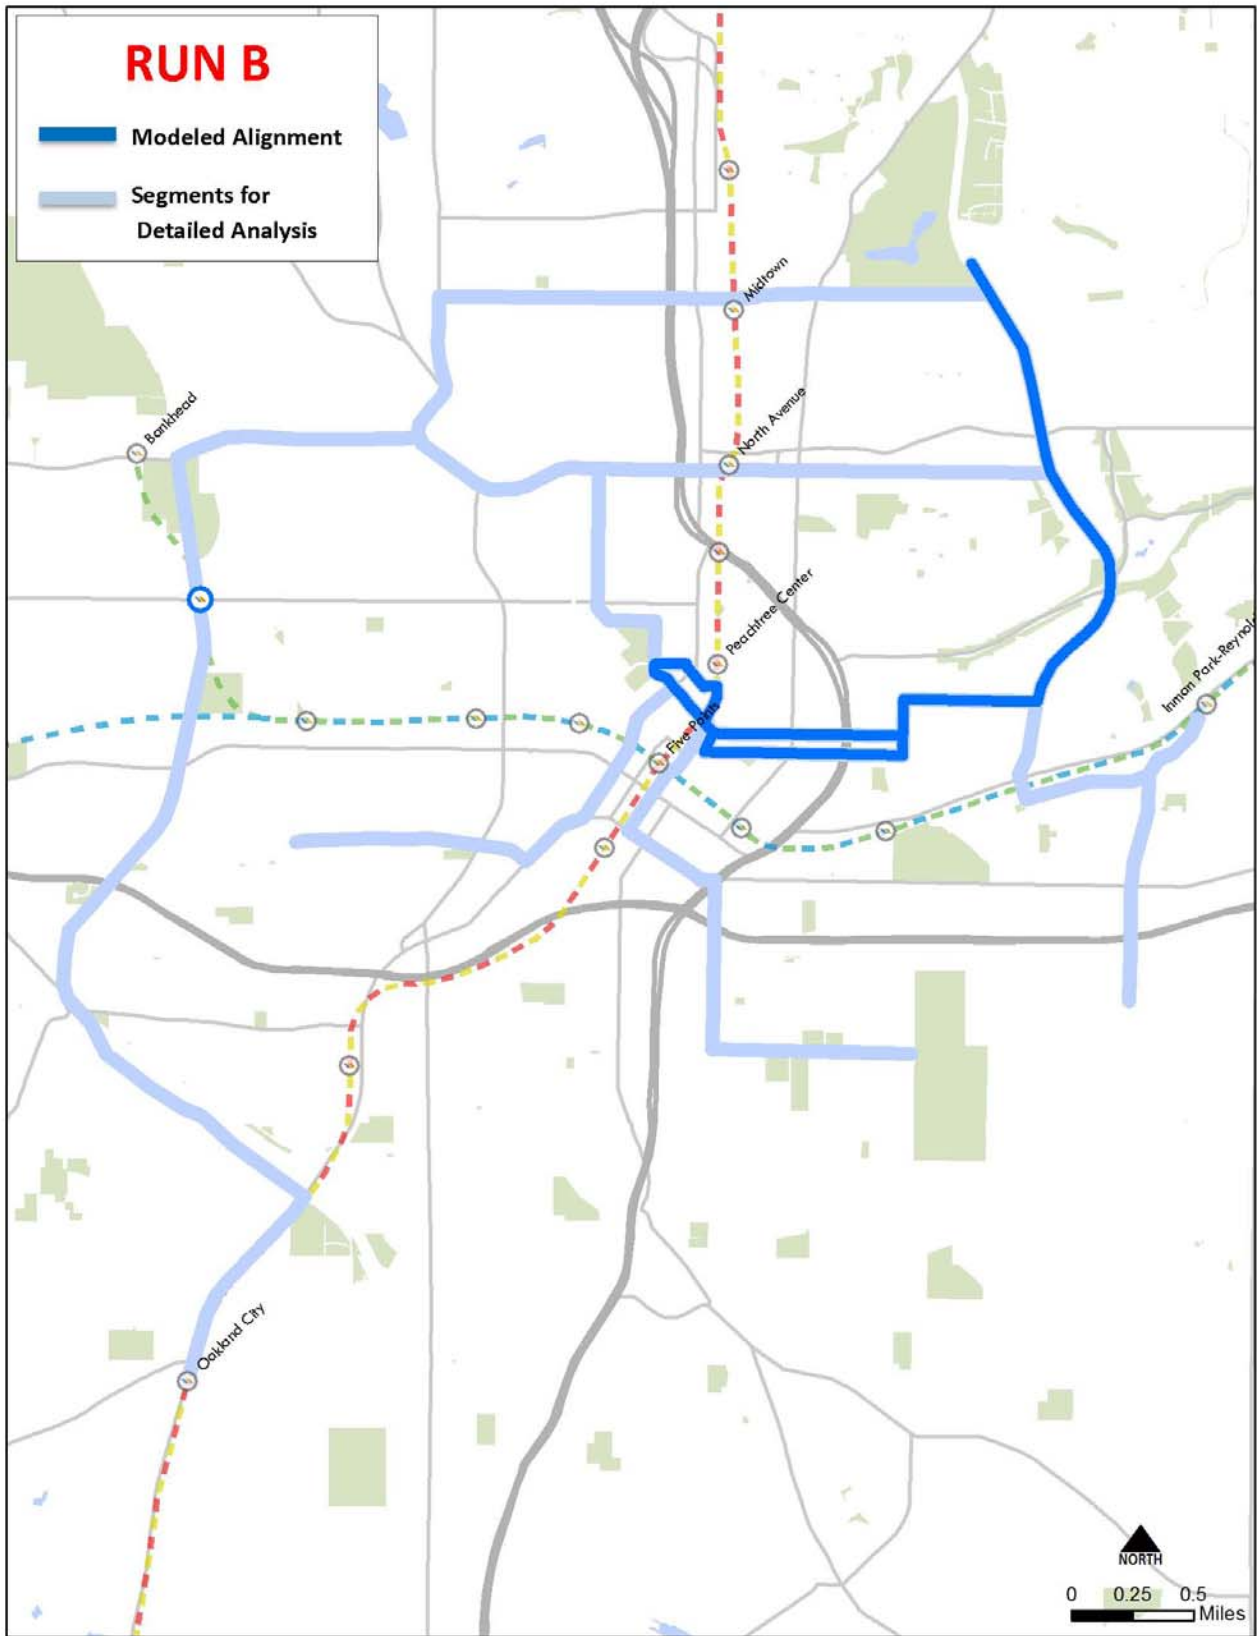 RUN B
Modeled Alignment
Segments for
Detailed Analysis
Midtown
Bankhead
North Avenue
Peachtree Center
Inman Park-Reynol
Five Points
Oakland City
NORTH
0 0.25 0.5
Miles